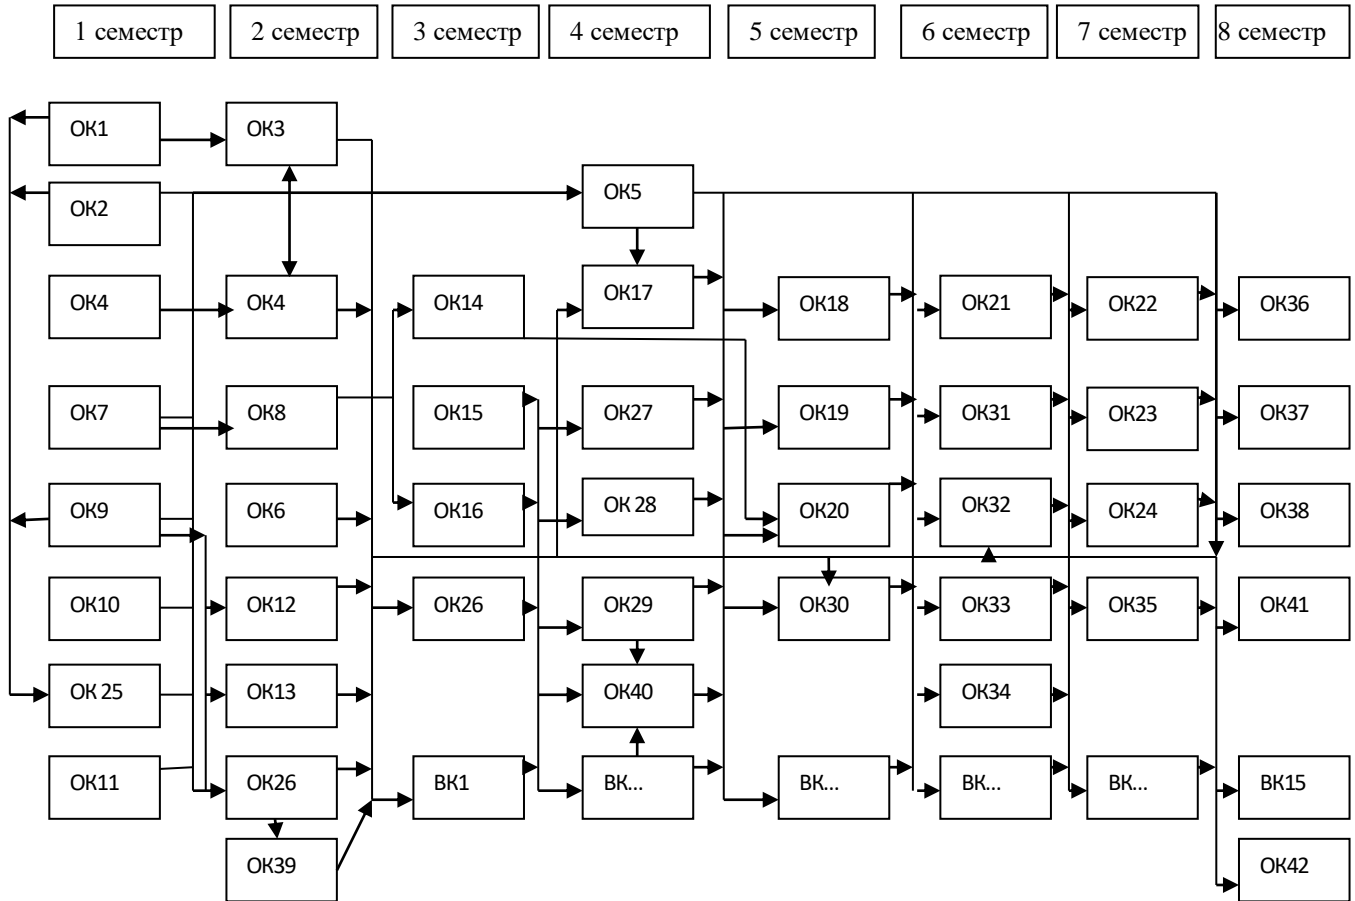 1 семестр 2 семестр 3 семестр 4 семестр 5 семестр 6 семестр 7 семестр 8 семестр
ОК1 ОК3
ОК2 ОК5
ОК4 ОК4 ОК14 ОК17 ОК18 ОК21 ОК22 ОК36
ОК7 ОК8 ОК15 ОК27 ОК19 ОК31 ОК23 ОК37
ОК9 ОК6 ОК16 ОК 28 ОК20 ОК32 ОК24 ОК38
ОК10 ОК12 ОК26 ОК29 ОК30 ОК33 ОК35 ОК41
ОК 25 ОК13 ОК40 ОК34
ОК11 ОК26 ВК1 ВК... ВК... ВК... ВК... ВК15
ОК39 ОК42